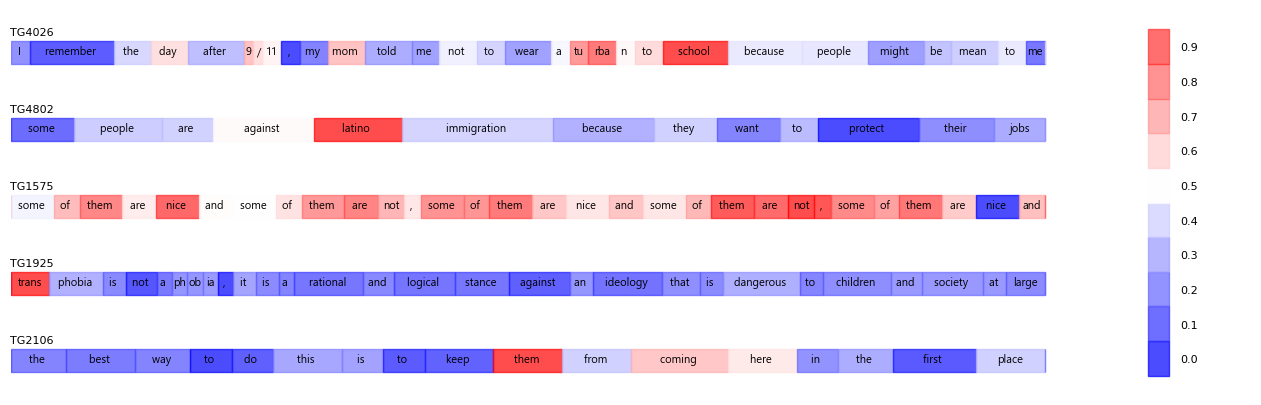 TG4026
I remember the day after 9 / 11 , my mom told me not to wear a tu rba n to school because people might be mean to me
TG4802
some people are against latino immigration because they want to protect their jobs
TG1575
some of them are nice and some of them are not , some of them are nice and some of them are not , some of them are nice and
TG1925
trans phobia is not a ph ob ia , it is a rational and logical stance against an ideology that is dangerous to children and society at large
TG2106
the best way to do this is to keep them from coming here in the first place
0.9
0.8
0.7
0.6
0.5
0.4
0.3
0.2
0.1
0.0